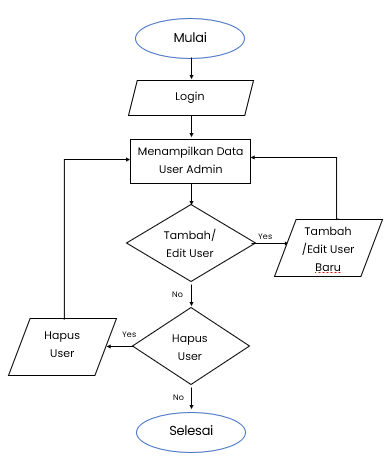 Mulai
Login
Menampilkan Data
User Admin
Tambah/
Edit User
Yes
Tambah
/Edit User
Baru
No
Hapus
User
Yes
Hapus
User
No
Selesai